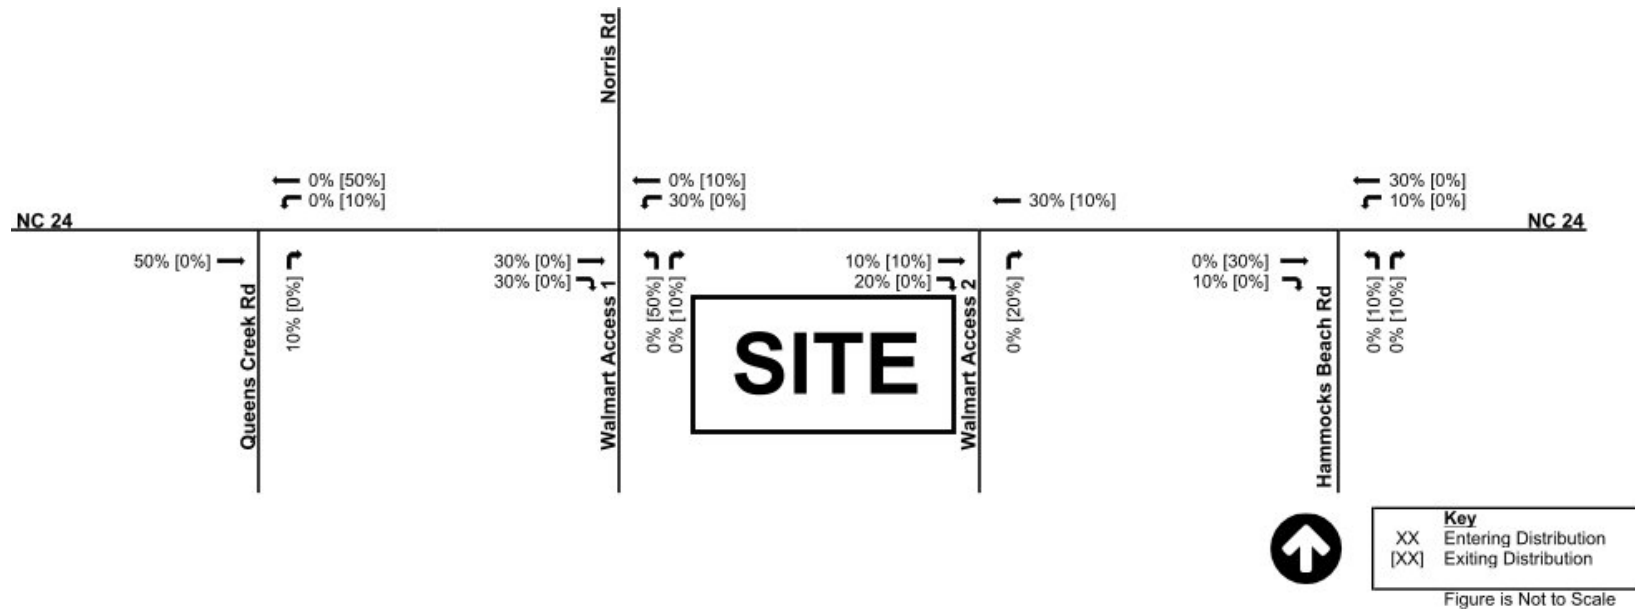 Norris Rd
0% [50%]
0% [10%]
0% [10%]
30% [0%]
30% [10%]
30% [0%]
10% [0%]
NC 24
NC 24
50% [0%]
10% [0%]
Queens Creek Rd
30% [0%]
30% [0%]
Walmart Access 1
0% [50%]
0% [10%]
10% [10%]
20% [0%]
SITE
Walmart Access 2
0% [20%]
0% [30%]
10% [0%]
Hammocks Beach Rd
0% [10%]
0% [10%]
Key
XX Entering Distribution
[XX] Exiting Distribution
Figure is Not to Scale